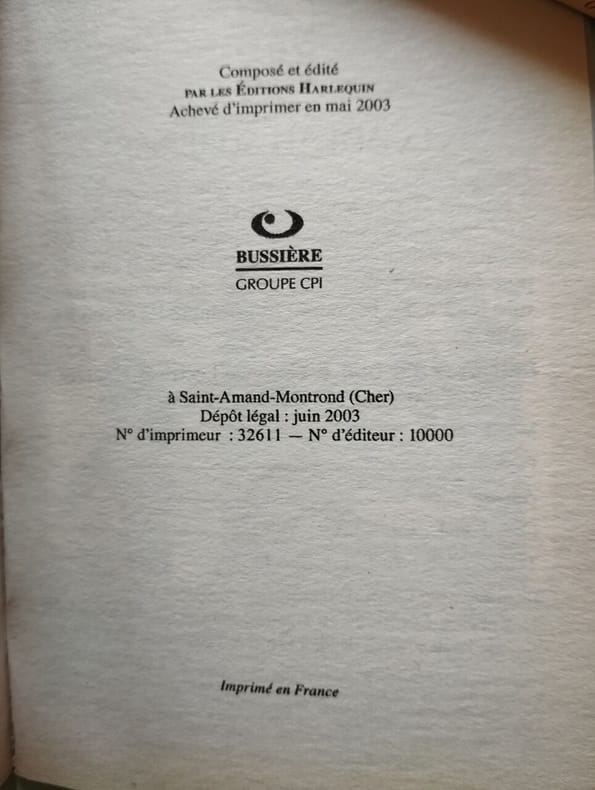 Composé et édité
PAR LES ÉDITIONS HARLEQUIN
Achevé d'imprimer en mai 2003
BUSSIÈRE
GROUPE CPI
à Saint-Amand-Montrond (Cher)
Dépôt légal : juin 2003
N° d'imprimeur : 32611 — N° d'éditeur : 10000
Imprimé en France